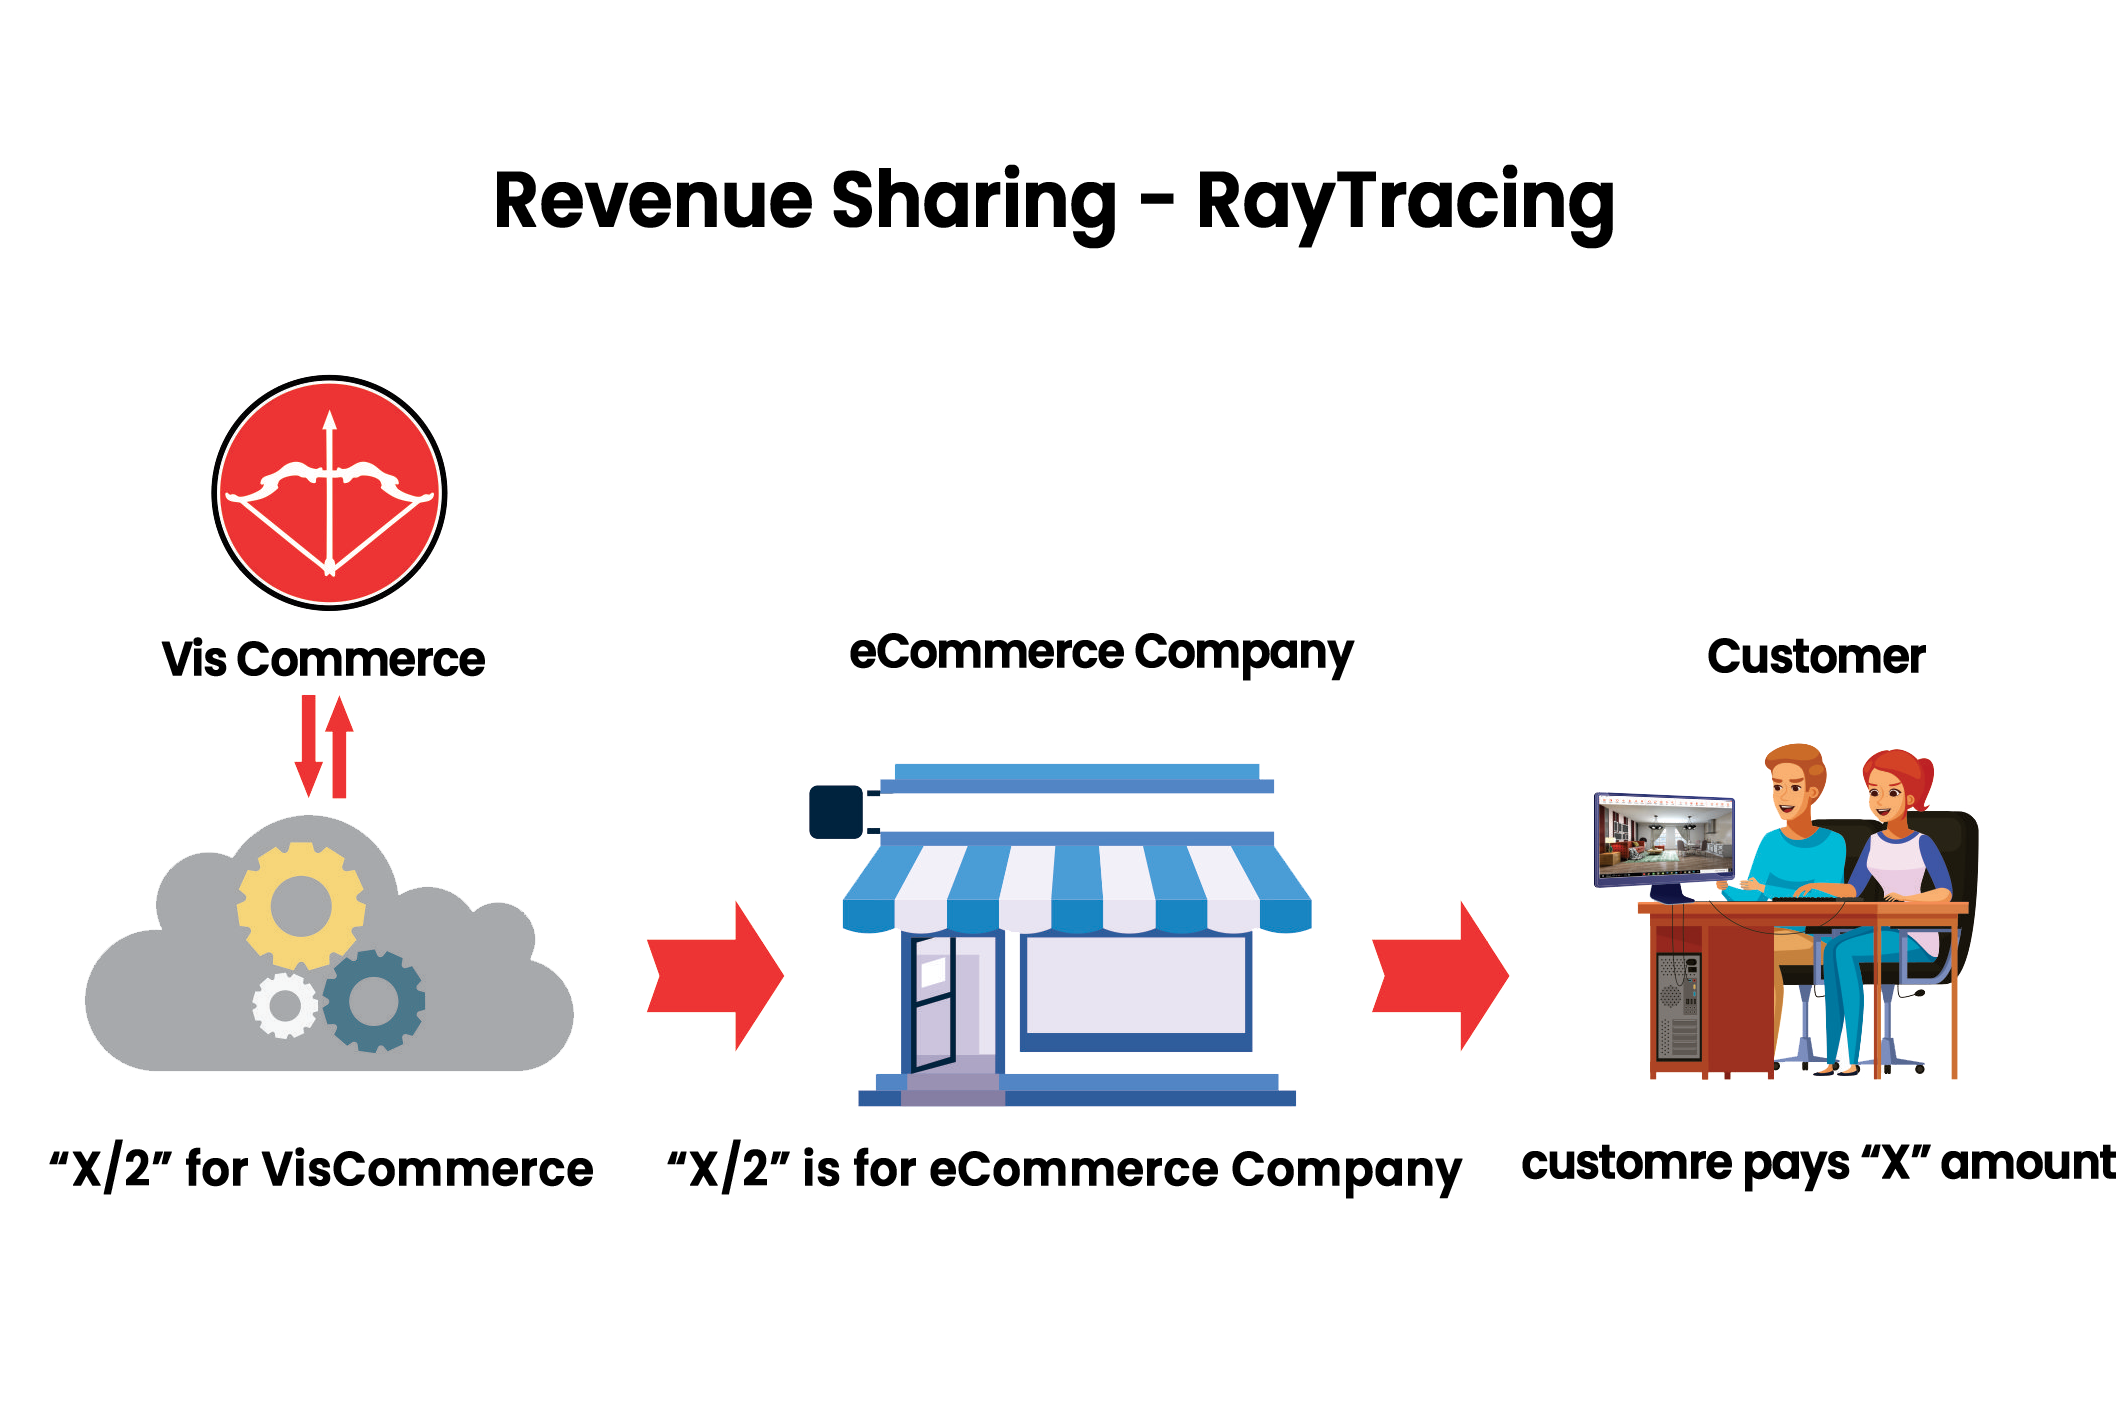 Revenue Sharing - RayTracing
Vis Commerce
eCommerce Company
Customer
“X/2” for VisCommerce
“X/2” is for eCommerce Company
customre pays “X” amount